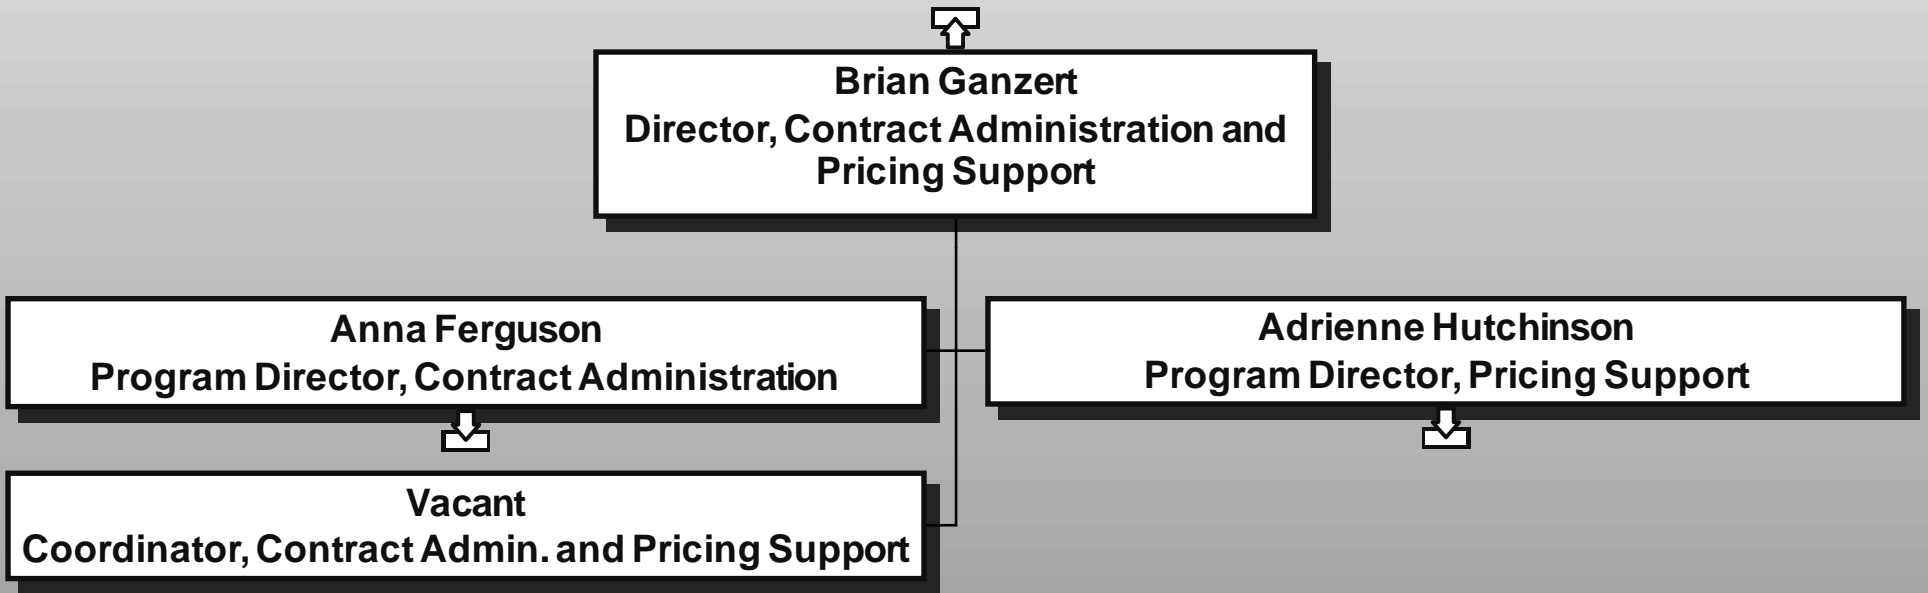 Brian Ganzert
Director, Contract Administration and
Pricing Support
Anna Ferguson
Program Director, Contract Administration
Adrienne Hutchinson
Program Director, Pricing Support
Vacant
Coordinator, Contract Admin. and Pricing Support